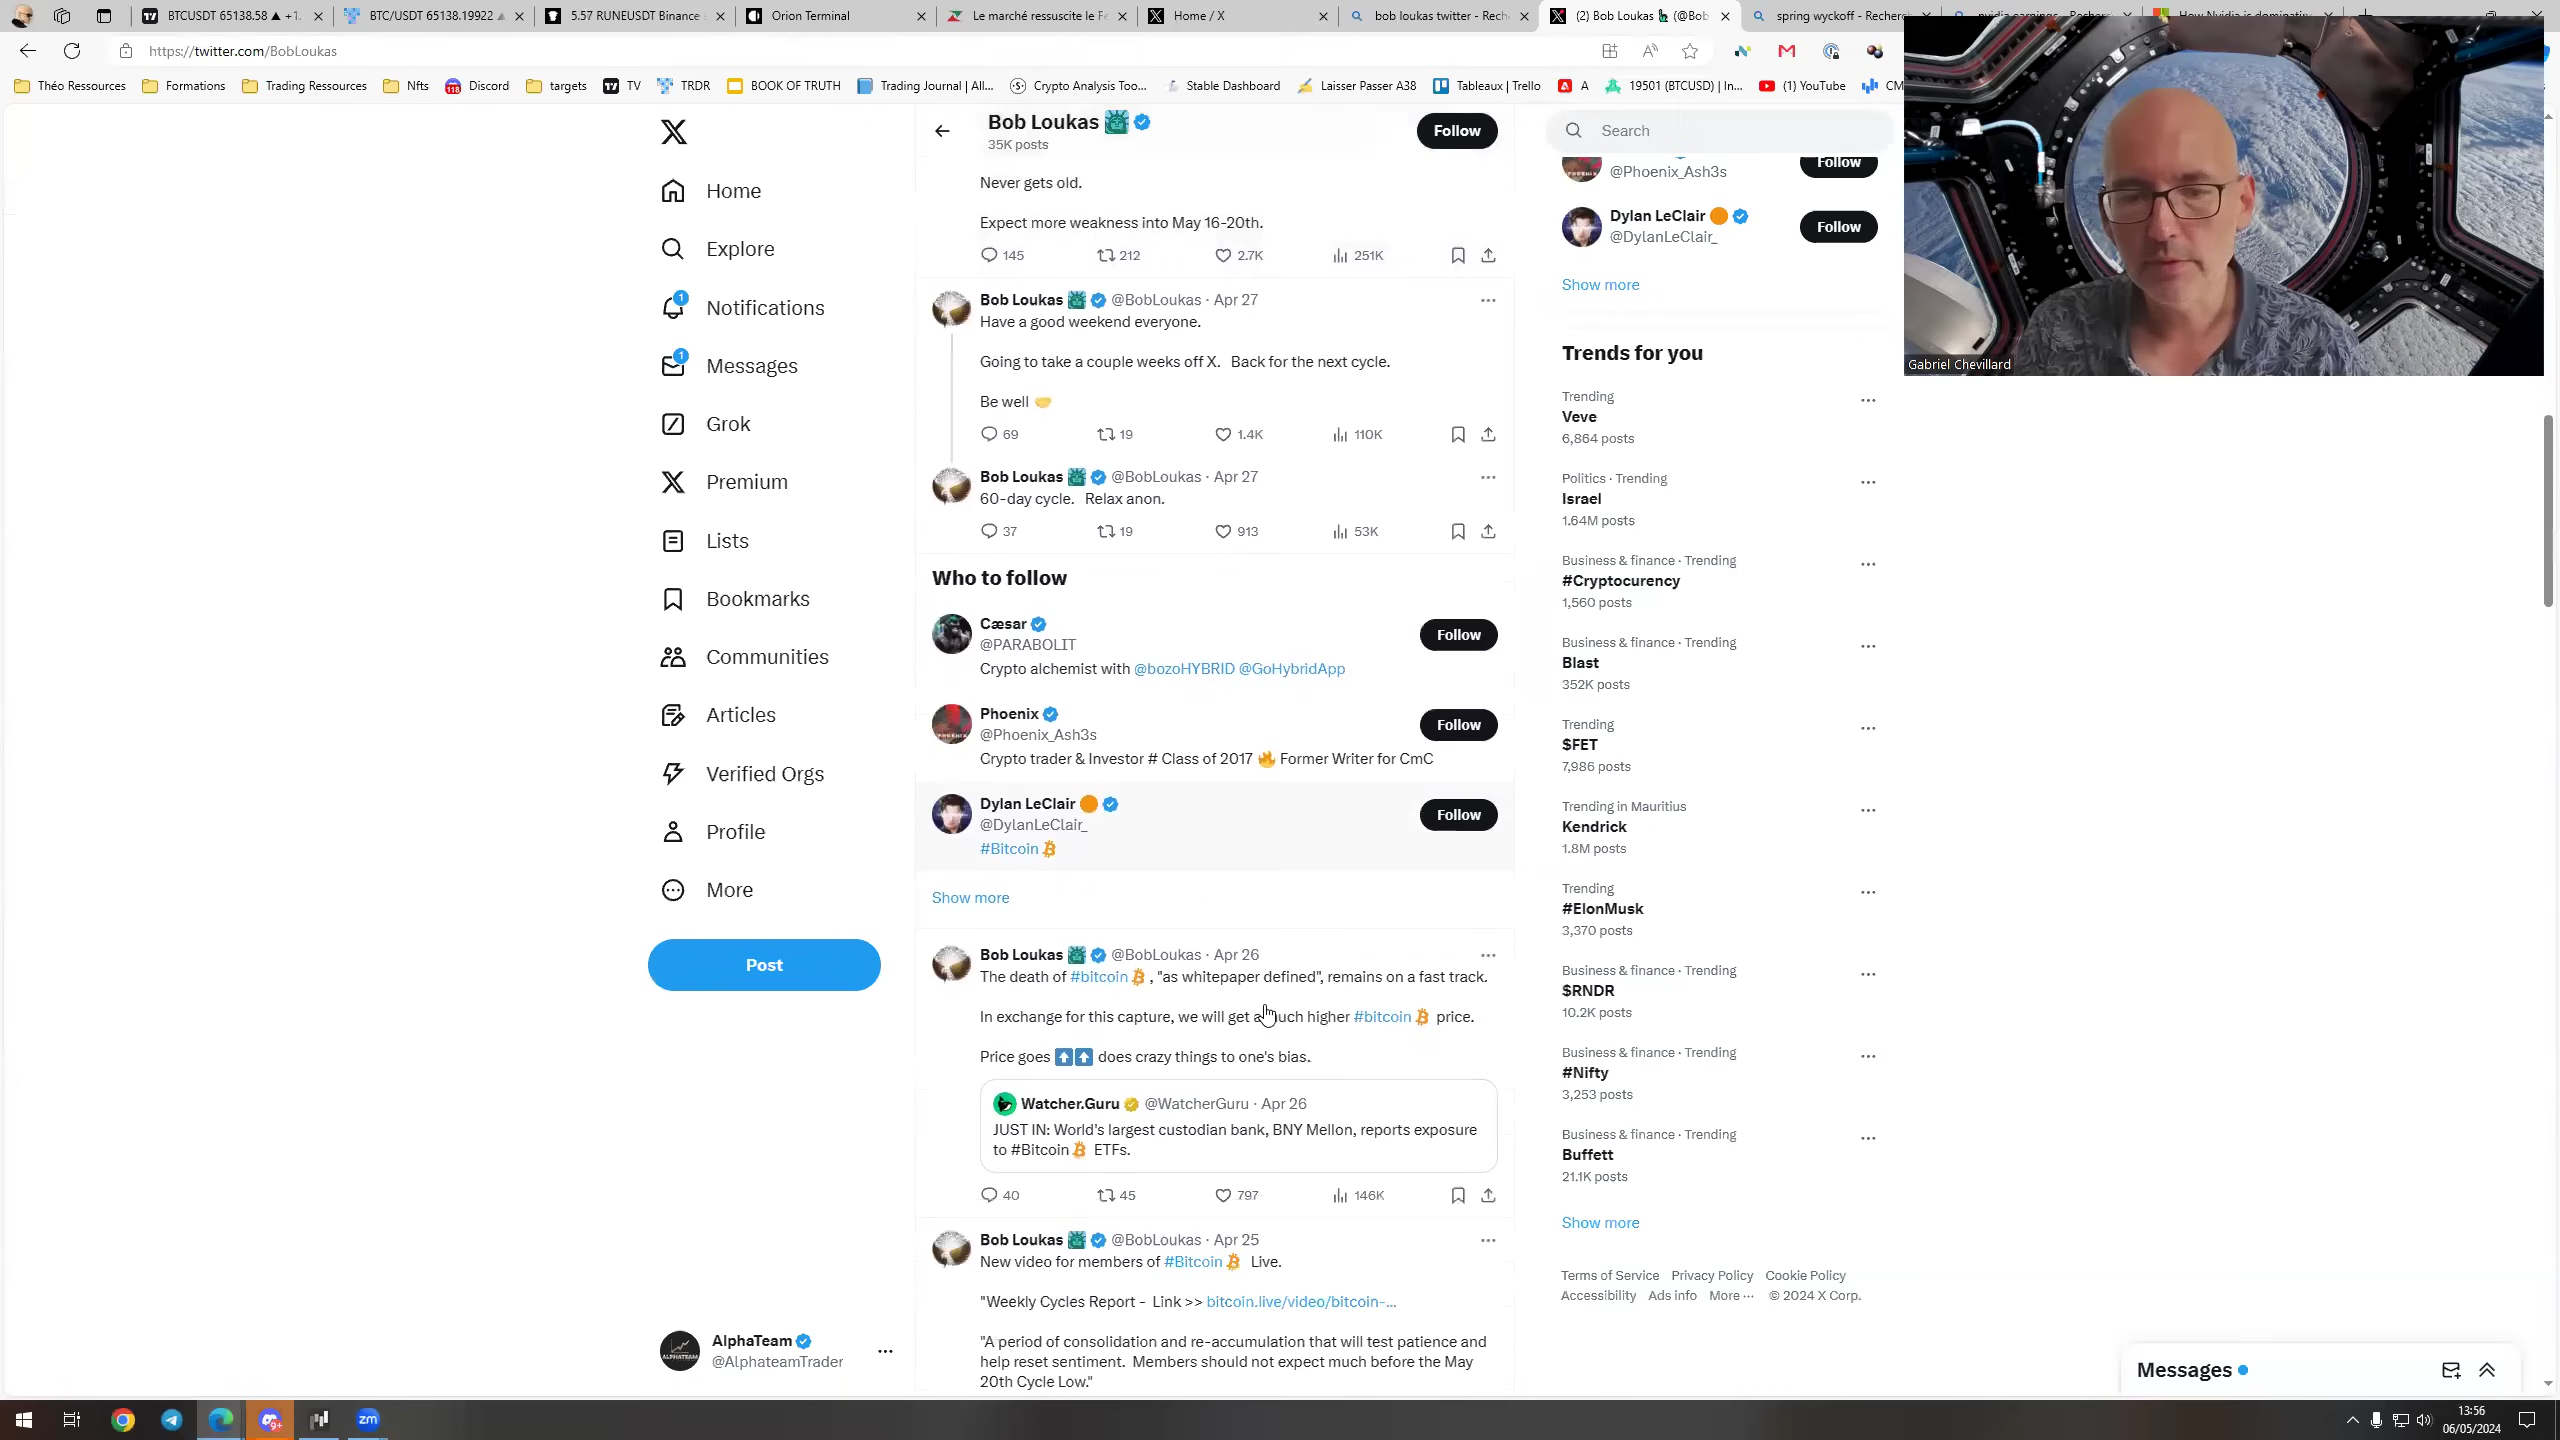 BTCUSDT 65138.58 ▲ +1.
BTC/USDT 65138.19922
5.57 RUNEUSDT Binance
Orion Terminal
Le marché ressuscite le Fe
Home / X
bob loukas twitter - Rech
(2) Bob Loukas (@Bob
spring wyckoff - Recherc
https://twitter.com/BobLoukas
Théo Ressources
Formations
Trading Ressources
Nfts
Discord
targets
TV
TRDR
BOOK OF TRUTH
Trading Journal | All...
Crypto Analysis Too...
Stable Dashboard
Laisser Passer A38
Tableaux | Trello
A
19501 (BTCUSD) | In...
(1) YouTube
CM
Home
Explore
1
Notifications
1
Messages
Grok
Premium
Lists
Bookmarks
Communities
Articles
Verified Orgs
Profile
More
Post
AlphaTeam
@AlphateamTrader
Bob Loukas
35K posts
Follow
Never gets old.
Expect more weakness into May 16-20th.
145 212 2.7K 251K
Bob Loukas @BobLoukas · Apr 27
Have a good weekend everyone.
Going to take a couple weeks off X. Back for the next cycle.
Be well
69 19 1.4K 110K
Bob Loukas @BobLoukas · Apr 27
60-day cycle. Relax anon.
37 19 913 53K
Who to follow
Cæsar
@PARABOLIT
Follow
Crypto alchemist with @bozoHYBRID @GoHybridApp
Phoenix
@Phoenix_Ash3s
Follow
Crypto trader & Investor # Class of 2017 🔥 Former Writer for CmC
Dylan LeClair
@DylanLeClair_
Follow
#Bitcoin
Show more
Bob Loukas @BobLoukas · Apr 26
The death of #bitcoin , "as whitepaper defined", remains on a fast track.
In exchange for this capture, we will get a much higher #bitcoin price.
Price goes ⬆⬆ does crazy things to one's bias.
Watcher.Guru @WatcherGuru · Apr 26
JUST IN: World's largest custodian bank, BNY Mellon, reports exposure
to #Bitcoin ETFs.
40 45 797 146K
Bob Loukas @BobLoukas · Apr 25
New video for members of #Bitcoin Live.
"Weekly Cycles Report - Link >> bitcoin.live/video/bitcoin-...
"A period of consolidation and re-accumulation that will test patience and
help reset sentiment. Members should not expect much before the May
20th Cycle Low."
Search
@Phoenix_Ash3s
Follow
Dylan LeClair
@DylanLeClair_
Follow
Show more
Trends for you
Trending
Veve
6,864 posts
Politics · Trending
Israel
1.64M posts
Business & finance · Trending
#Cryptocurency
1,560 posts
Business & finance · Trending
Blast
352K posts
Trending
$FET
7,986 posts
Trending in Mauritius
Kendrick
1.8M posts
Trending
#ElonMusk
3,370 posts
Business & finance · Trending
$RNDR
10.2K posts
Business & finance · Trending
#Nifty
3,253 posts
Business & finance · Trending
Buffett
21.1K posts
Show more
Terms of Service Privacy Policy Cookie Policy
Accessibility Ads info More ··· © 2024 X Corp.
Gabriel Chevillard
Messages
9+
zm
13:56
06/05/2024